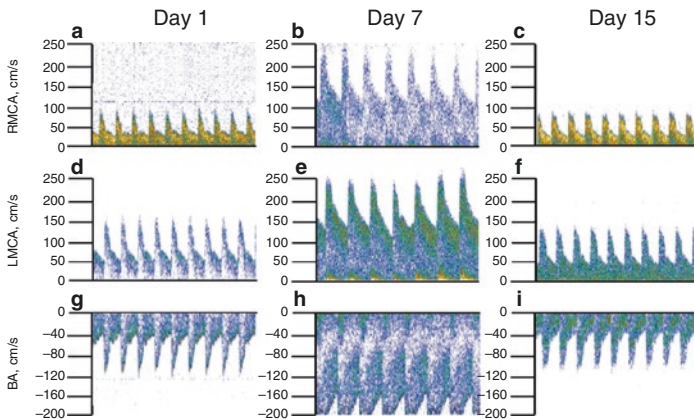 Day 1 Day 7 Day 15
a b c
RMCA, cm/s
250 250 250
200 200 200
150 150 150
100 100 100
50 50 50
0 0 0
d e f
LMCA, cm/s
250 250 250
200 200 200
150 150 150
100 100 100
50 50 50
0 0 0
g h i
BA, cm/s
0 0 0
−40 −40 −40
−80 −80 −80
−120 −120 −120
−160 −160 −160
−200 −200 −200